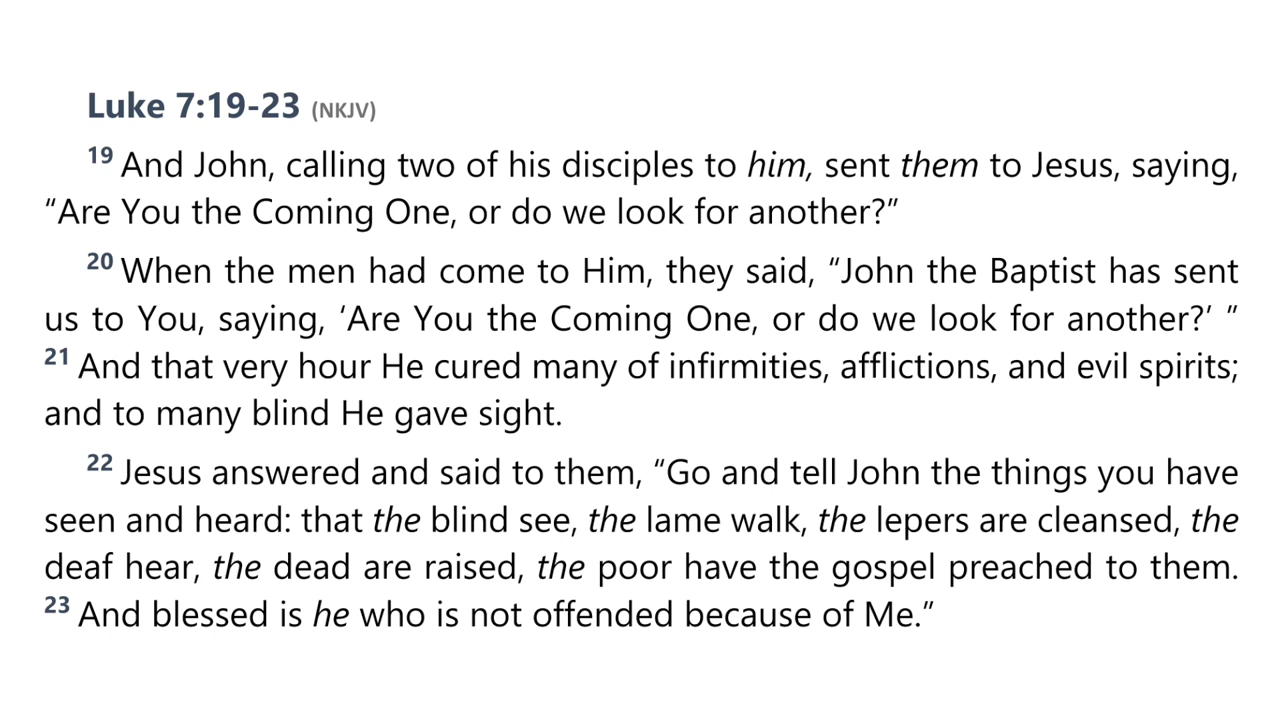 Luke 7:19-23 (NKJV)
19 And John, calling two of his disciples to him, sent them to Jesus, saying,
“Are You the Coming One, or do we look for another?”
20 When the men had come to Him, they said, “John the Baptist has sent
us to You, saying, ‘Are You the Coming One, or do we look for another?’ ”
21 And that very hour He cured many of infirmities, afflictions, and evil spirits;
and to many blind He gave sight.
22 Jesus answered and said to them, “Go and tell John the things you have
seen and heard: that the blind see, the lame walk, the lepers are cleansed, the
deaf hear, the dead are raised, the poor have the gospel preached to them.
23 And blessed is he who is not offended because of Me.”